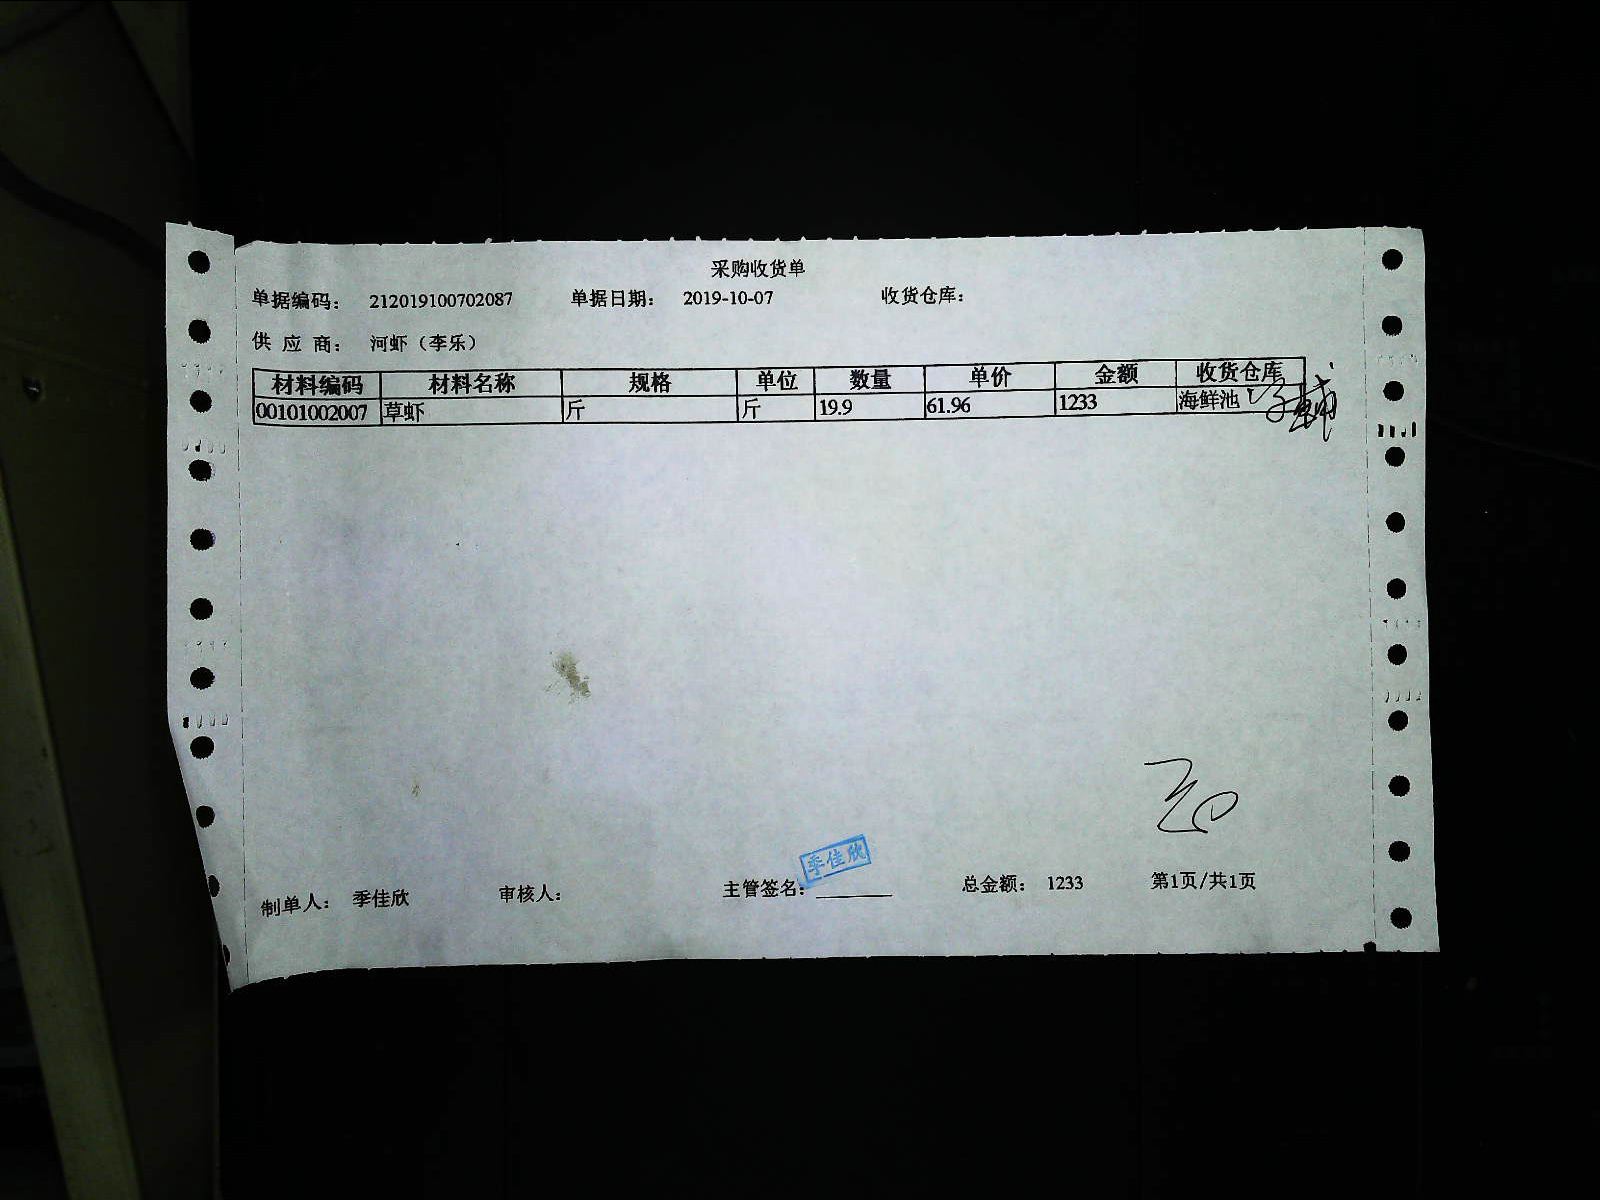 采购收货单
单据编码： 212019100702087 单据日期： 2019-10-07 收货仓库：
供 应 商： 河虾（李乐）
材料编码 材料名称 规格 单位 数量 单价 金额 收货仓库
00101002007 草虾 斤 斤 19.9 61.96 1233 海鲜池
季佳欣
制单人： 季佳欣 审核人： 主管签名： 总金额： 1233 第1页/共1页